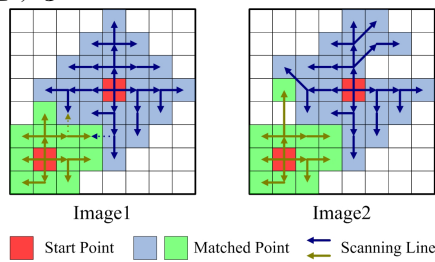 Image1
Image2
Start Point
Matched Point
Scanning Line